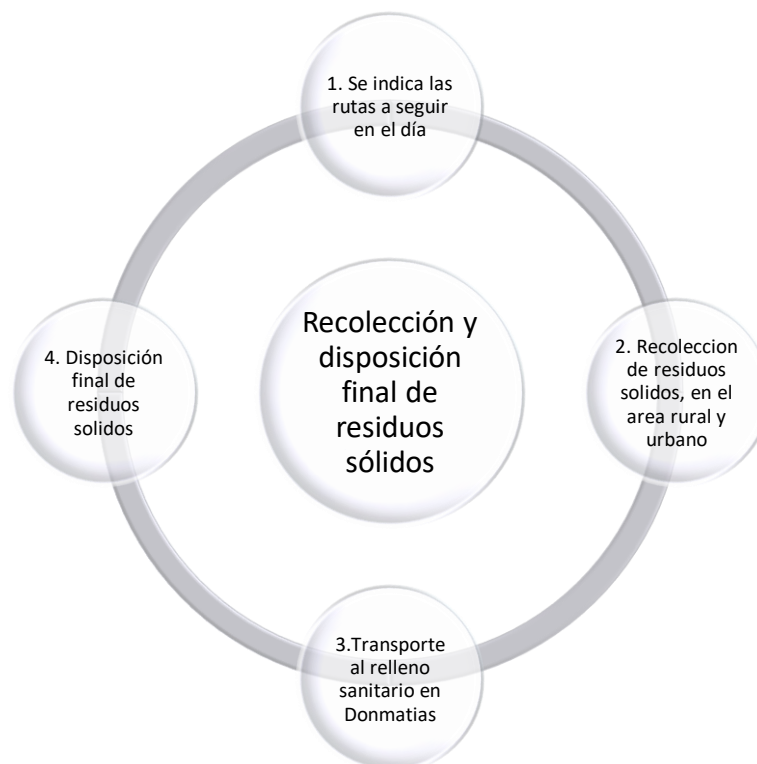 1. Se indica las
rutas a seguir
en el día
Recolección y
disposición
final de
residuos
sólidos
2. Recoleccion
de residuos
solidos, en el
area rural y
urbano
3.Transporte
al relleno
sanitario en
Donmatias
4. Disposición
final de
residuos
solidos